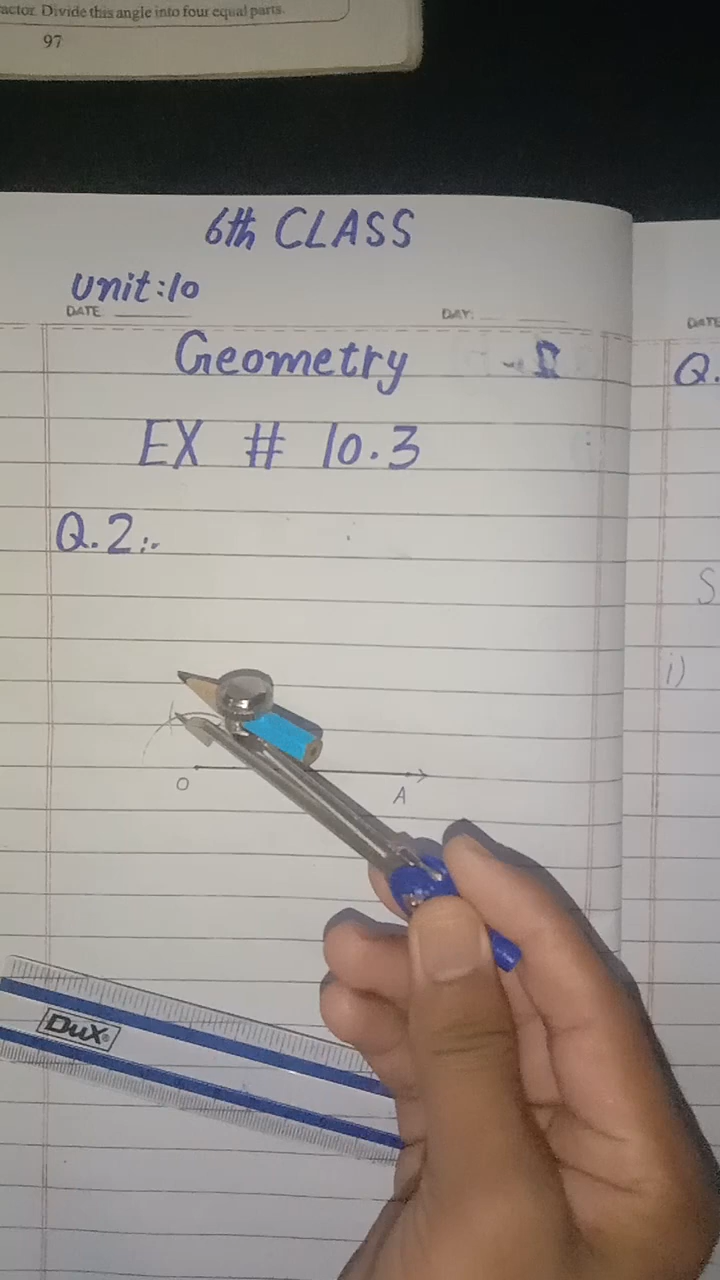 actor. Divide this angle into four equal parts.
97
6th CLASS
Unit:10
DATE
DAY:
Geometry
EX # 10.3
Q.2:-
O
A
DUX
DATE
Q.
S
i)